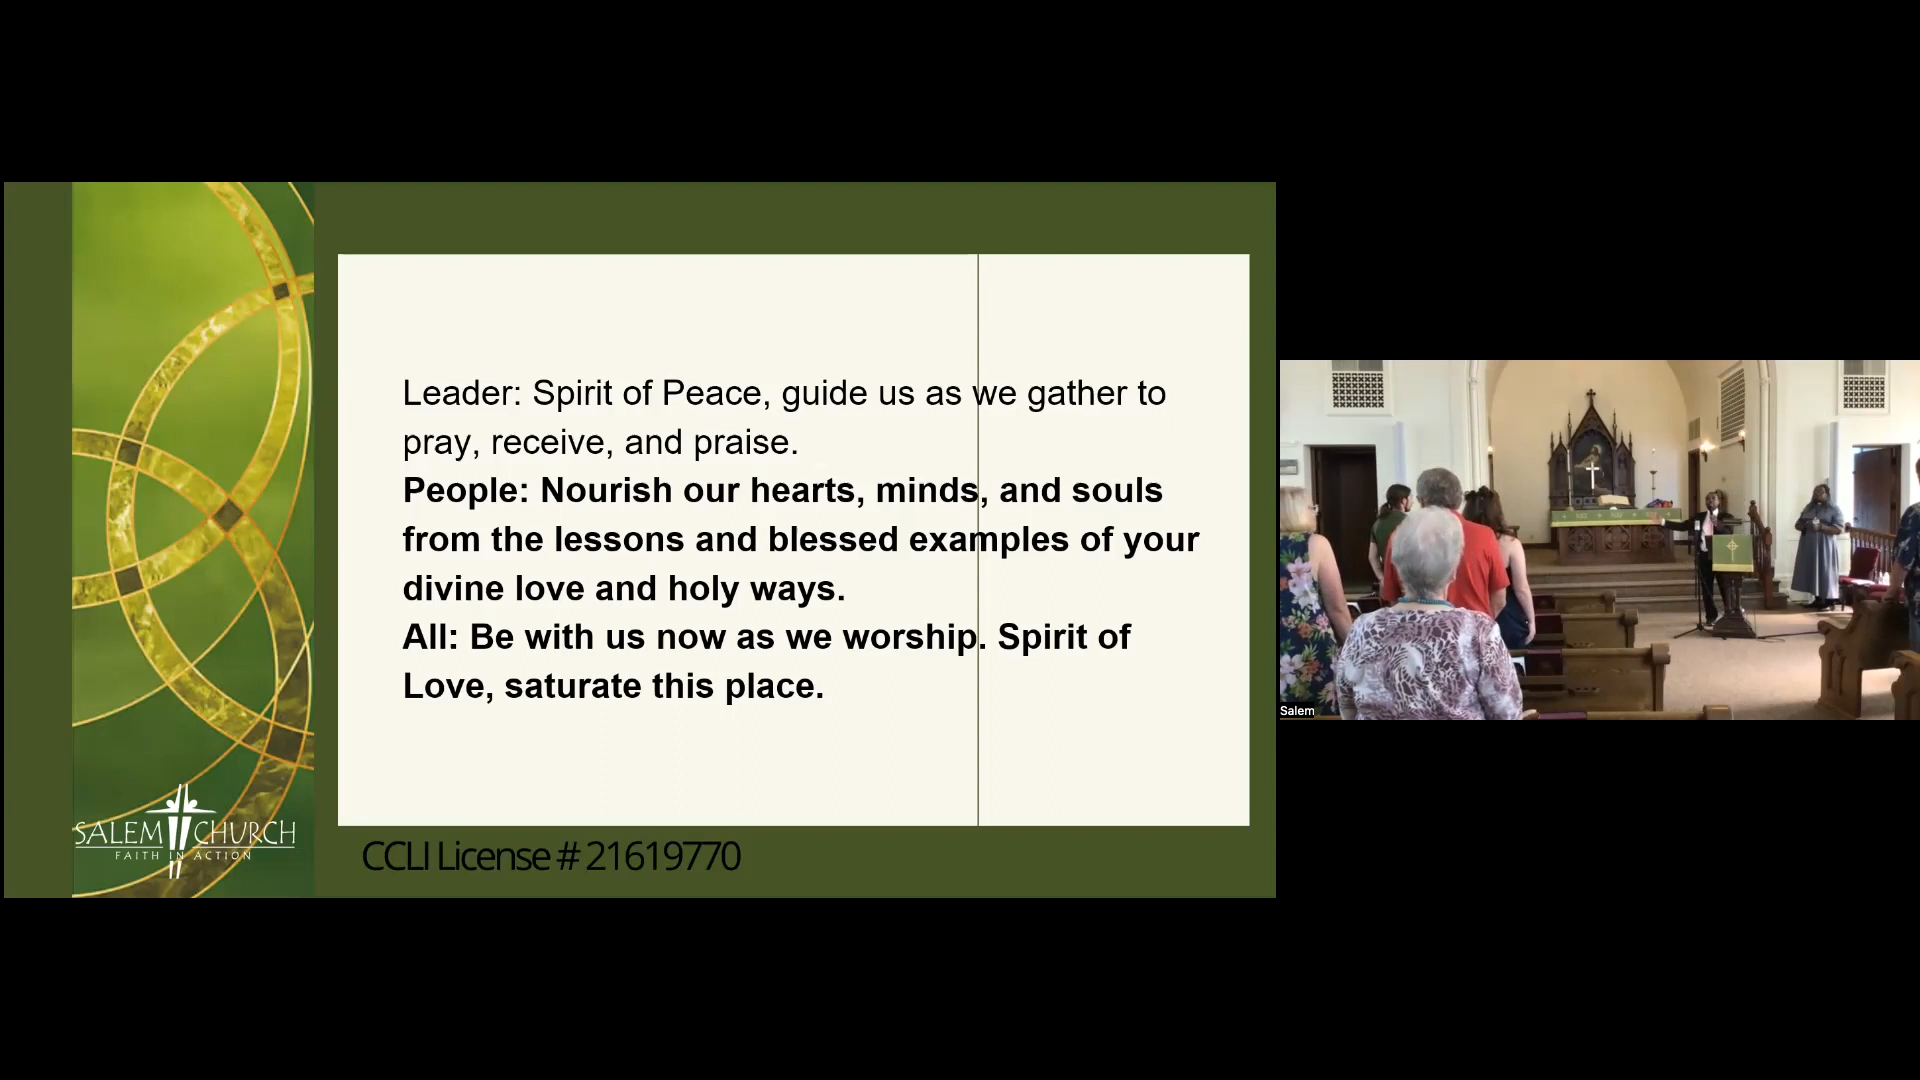 Leader: Spirit of Peace, guide us as we gather to
pray, receive, and praise.
People: Nourish our hearts, minds, and souls
from the lessons and blessed examples of your
divine love and holy ways.
All: Be with us now as we worship. Spirit of
Love, saturate this place.
SALEM CHURCH
FAITH IN ACTION
CCLI License # 21619770
Salem